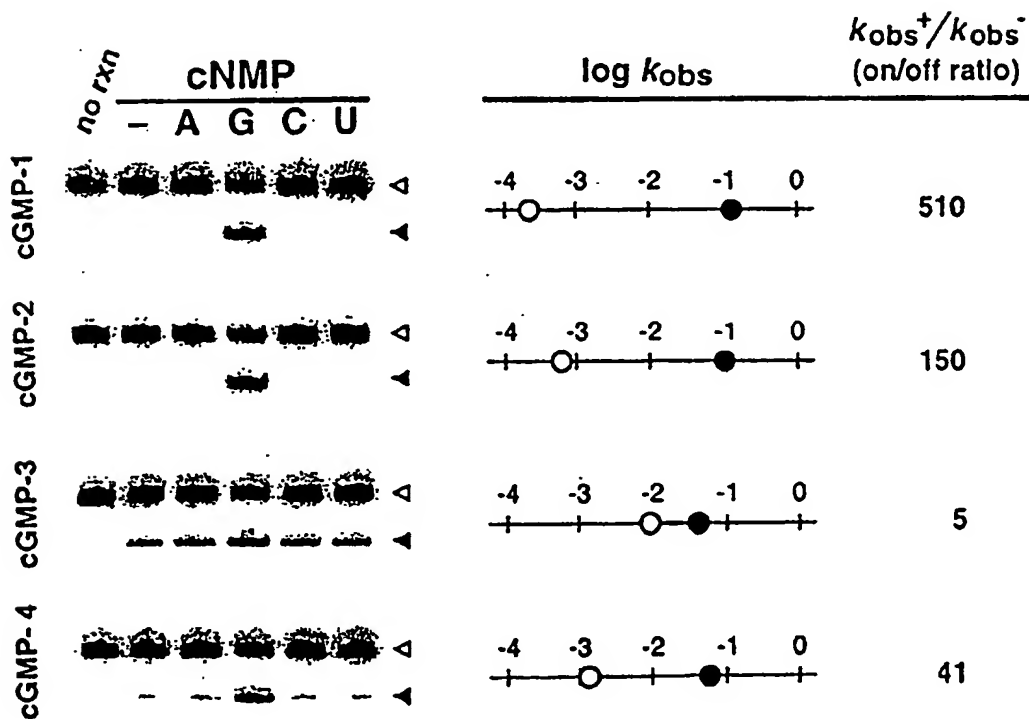 no rxn
cNMP
– A G C U
log kobs
kobs+/kobs-
(on/off ratio)
cGMP-1
-4 -3 -2 -1 0
510
cGMP-2
-4 -3 -2 -1 0
150
cGMP-3
-4 -3 -2 -1 0
5
cGMP-4
-4 -3 -2 -1 0
41